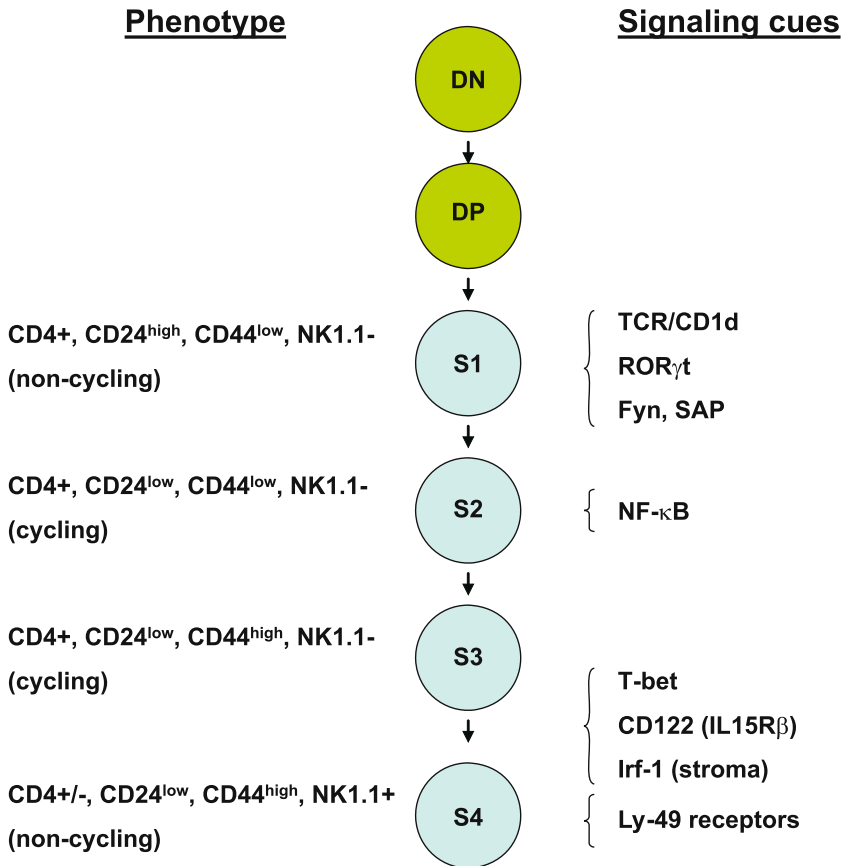 Phenotype
Signaling cues
DN
DP
CD4+, CD24high, CD44low, NK1.1-
(non-cycling)
S1
TCR/CD1d
RORγt
Fyn, SAP
CD4+, CD24low, CD44low, NK1.1-
(cycling)
S2
NF-κB
CD4+, CD24low, CD44high, NK1.1-
(cycling)
S3
T-bet
CD122 (IL15Rβ)
Irf-1 (stroma)
CD4+/-, CD24low, CD44high, NK1.1+
(non-cycling)
S4
Ly-49 receptors